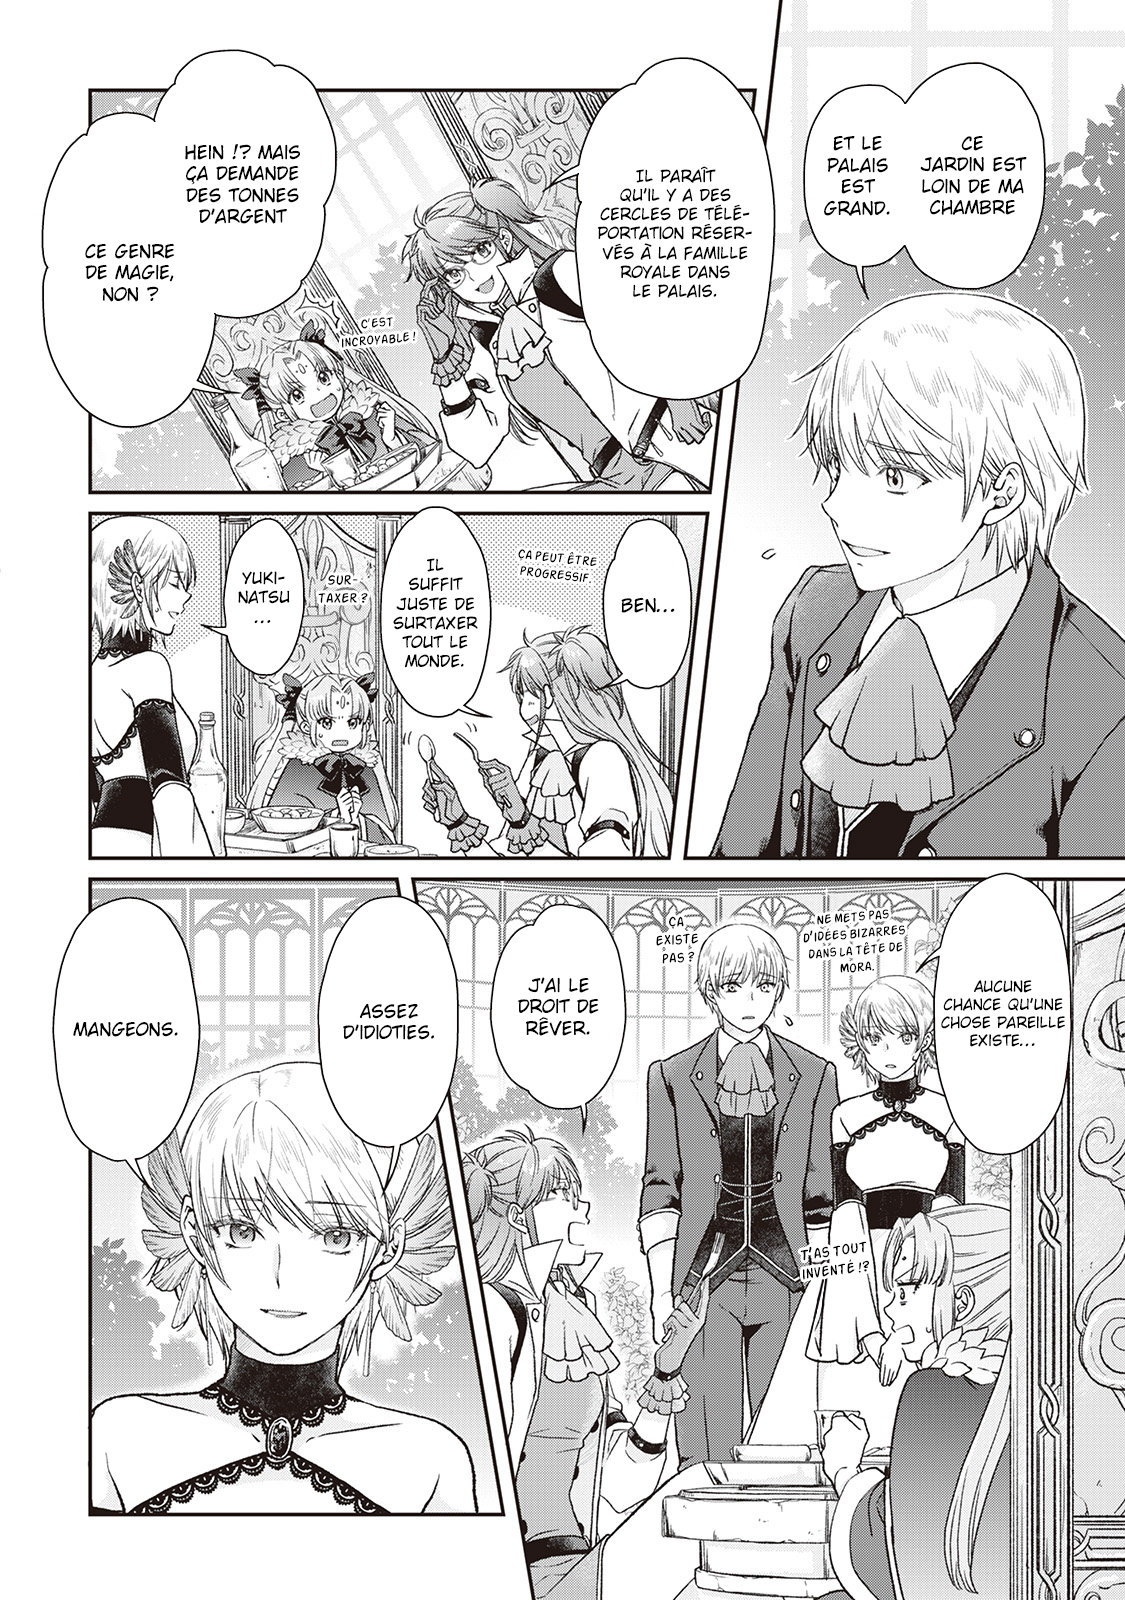 CE
JARDIN EST
LOIN DE MA
CHAMBRE
ET LE
PALAIS
EST
GRAND.
IL PARAÎT
QU'IL Y A DES
CERCLES DE TÉLÉ-
PORTATION RÉSER-
VÉS À LA FAMILLE
ROYALE DANS
LE PALAIS.
C'EST
INCROYABLE !
HEIN !? MAIS
ÇA DEMANDE
DES TONNES
D'ARGENT
CE GENRE
DE MAGIE,
NON ?
BEN...
ÇA PEUT ÊTRE
PROGRESSIF.
IL
SUFFIT
JUSTE DE
SURTAXER
TOUT LE
MONDE.
SUR-
TAXER ?
YUKI-
NATSU
...
AUCUNE
CHANCE QU'UNE
CHOSE PAREILLE
EXISTE...
NE METS PAS
D'IDÉES BIZARRES
DANS LA TÊTE DE
MORA.
ÇA
EXISTE
PAS ?
J'AI LE
DROIT DE
RÊVER.
T'AS TOUT
INVENTÉ !?
ASSEZ
D'IDIOTIES.
MANGEONS.